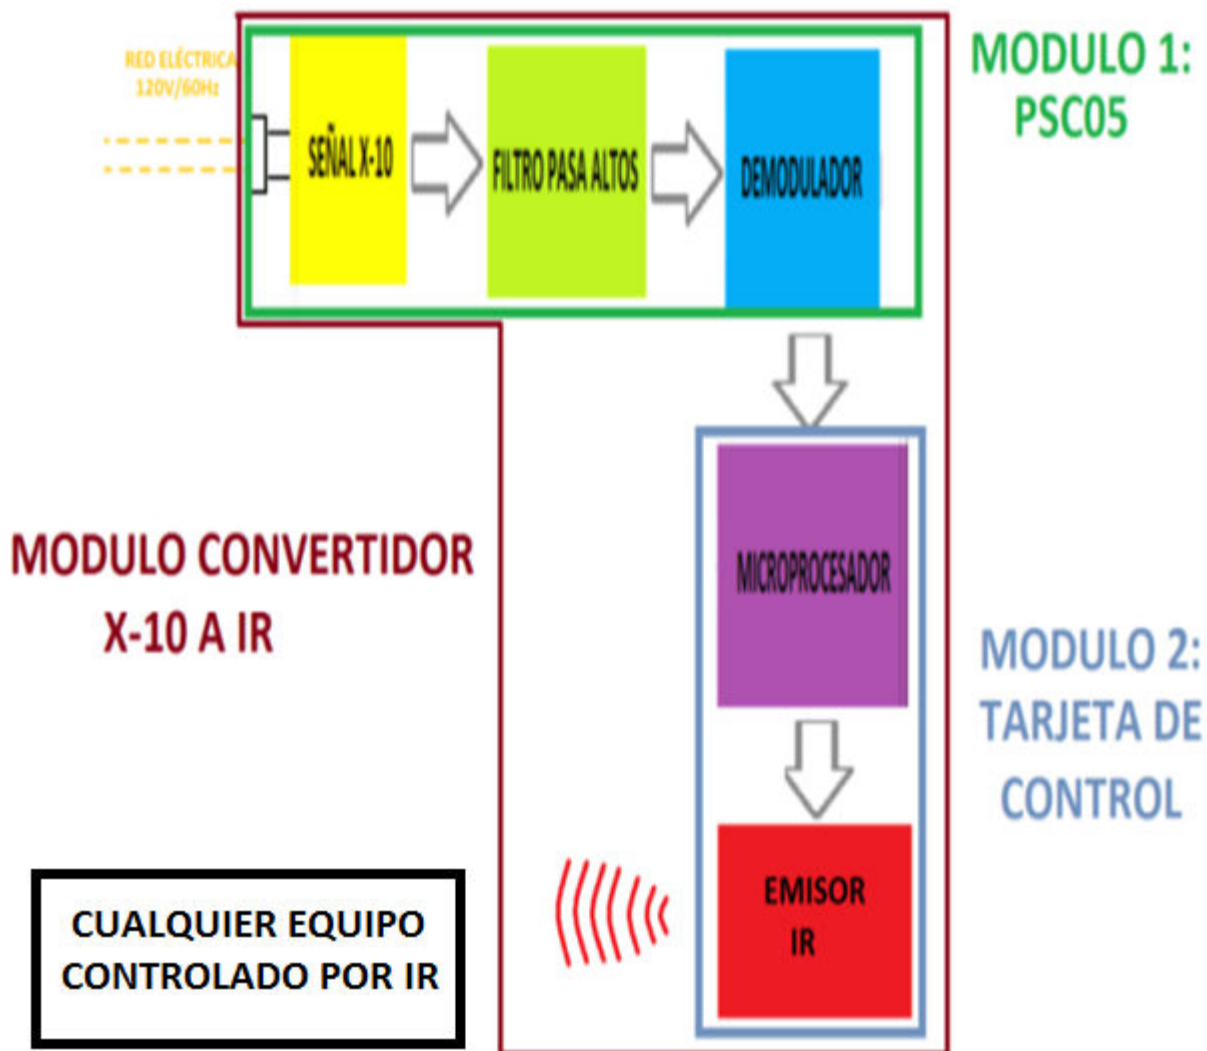 RED ELÉCTRICA
120V/60Hz
SEÑAL X-10
FILTRO PASA ALTOS
DEMODULADOR
MODULO 1:
PSC05
MICROPROCESADOR
MODULO CONVERTIDOR
X-10 A IR
MODULO 2:
TARJETA DE
CONTROL
EMISOR
IR
CUALQUIER EQUIPO
CONTROLADO POR IR